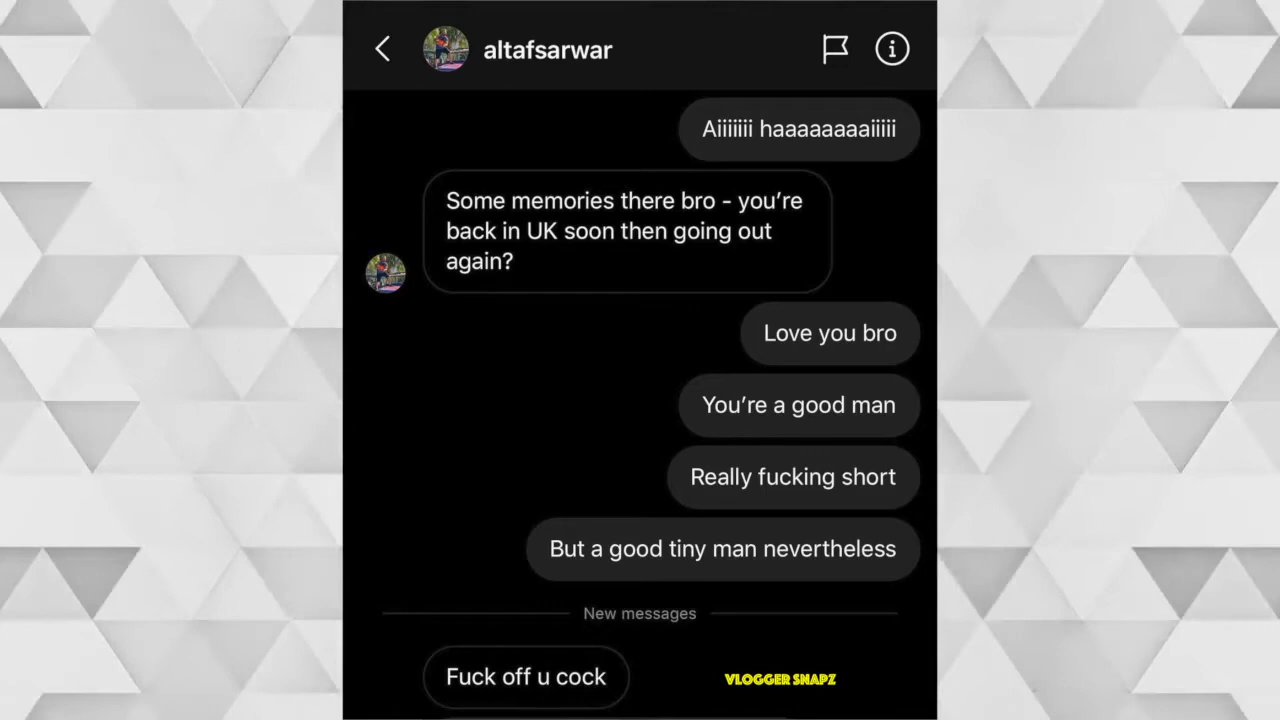 altafsarwar
Aiiiiiii haaaaaaaaiiiii
Some memories there bro - you're
back in UK soon then going out
again?
Love you bro
You're a good man
Really fucking short
But a good tiny man nevertheless
New messages
Fuck off u cock
VLOGGER SNAPZ